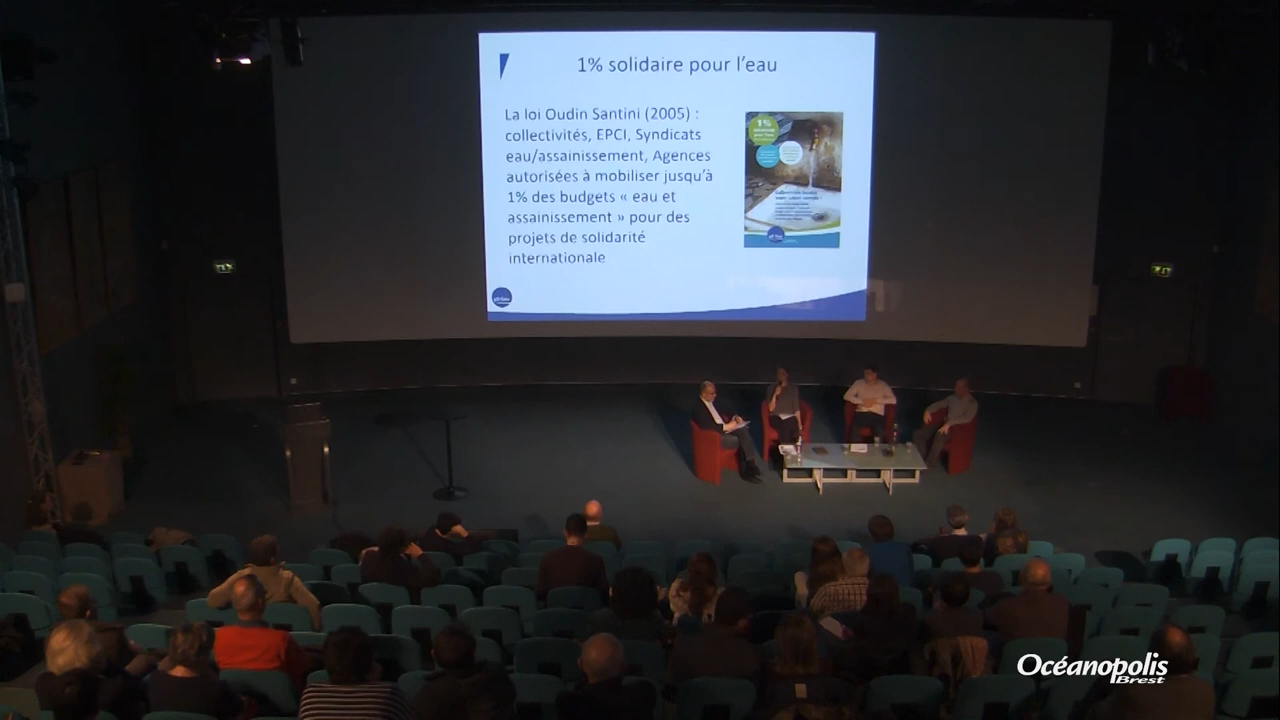 1% solidaire pour l'eau
La loi Oudin Santini (2005) :
collectivités, EPCI, Syndicats
eau/assainissement, Agences
autorisées à mobiliser jusqu'à
1% des budgets « eau et
assainissement » pour des
projets de solidarité
internationale
1%
Océanopolis
Brest